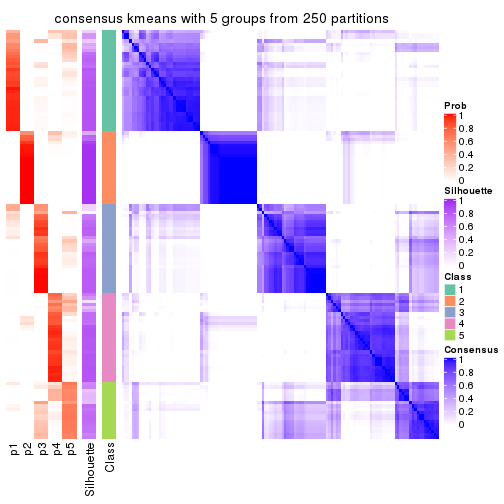 consensus kmeans with 5 groups from 250 partitions
Prob
1
0.8
0.6
0.4
0.2
0
Silhouette
1
0.8
0.6
0.4
0.2
0
Class
1
2
3
4
5
Consensus
1
0.8
0.6
0.4
0.2
0
p1
p2
p3
p4
p5
Silhouette
Class